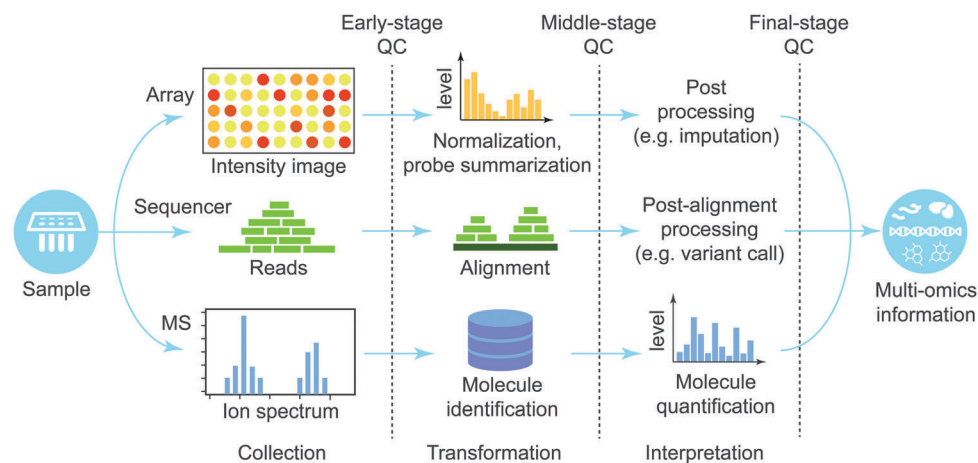 Early-stage
QC
Middle-stage
QC
Final-stage
QC
Array
Intensity image
level
Normalization,
probe summarization
Post
processing
(e.g. imputation)
Sample
Sequencer
Reads
Alignment
Post-alignment
processing
(e.g. variant call)
Multi-omics
information
MS
Ion spectrum
Molecule
identification
level
Molecule
quantification
Collection
Transformation
Interpretation